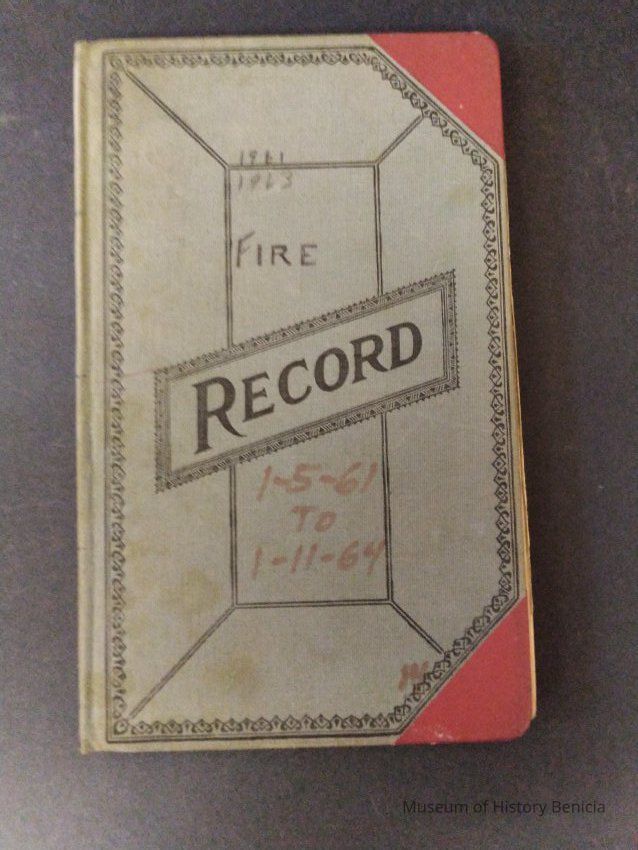 1961
1963
FIRE
RECORD
1-5-61
TO
1-11-64
Museum of History Benicia